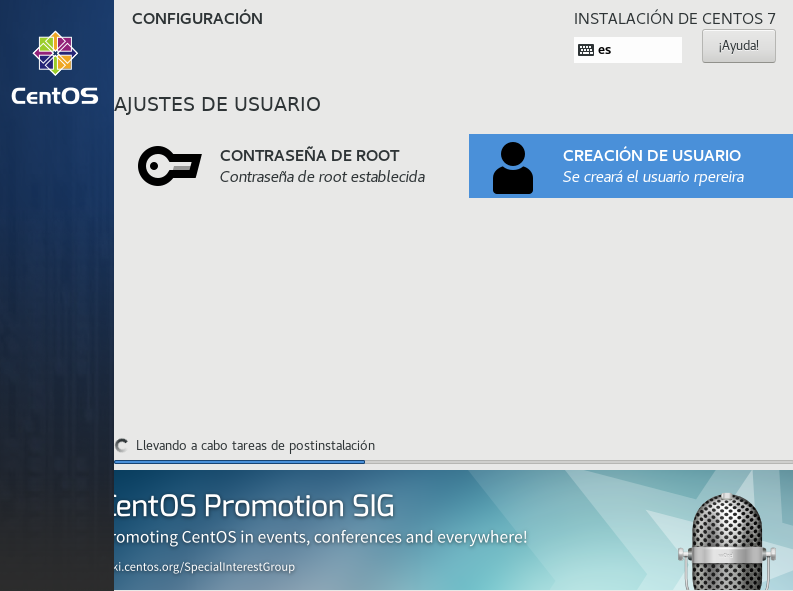 CentOS
CONFIGURACIÓN
INSTALACIÓN DE CENTOS 7
es
¡Ayuda!
AJUSTES DE USUARIO
CONTRASEÑA DE ROOT
Contraseña de root establecida
CREACIÓN DE USUARIO
Se creará el usuario rpereira
Llevando a cabo tareas de postinstalación
CentOS Promotion SIG
romoting CentOS in events, conferences and everywhere!
ki.centos.org/SpecialInterestGroup